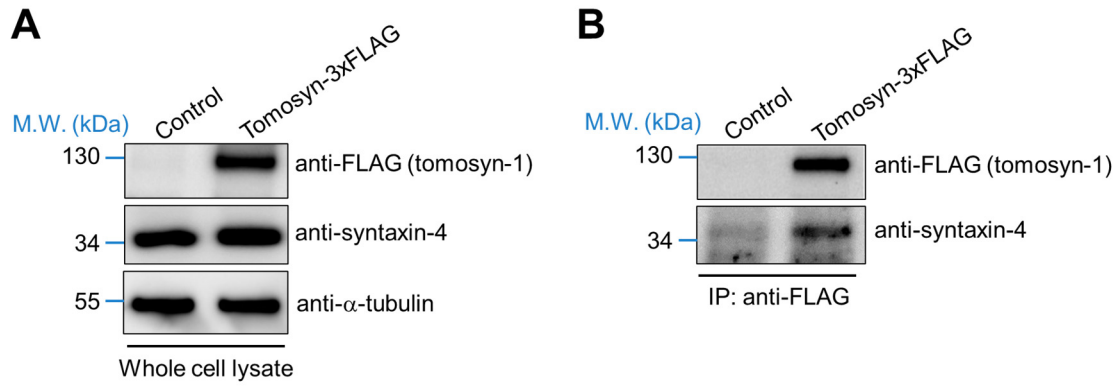 A
Control
Tomosyn-3xFLAG
M.W. (kDa)
130
anti-FLAG (tomosyn-1)
34
anti-syntaxin-4
55
anti-α-tubulin
Whole cell lysate
B
Control
Tomosyn-3xFLAG
M.W. (kDa)
130
anti-FLAG (tomosyn-1)
34
anti-syntaxin-4
IP: anti-FLAG